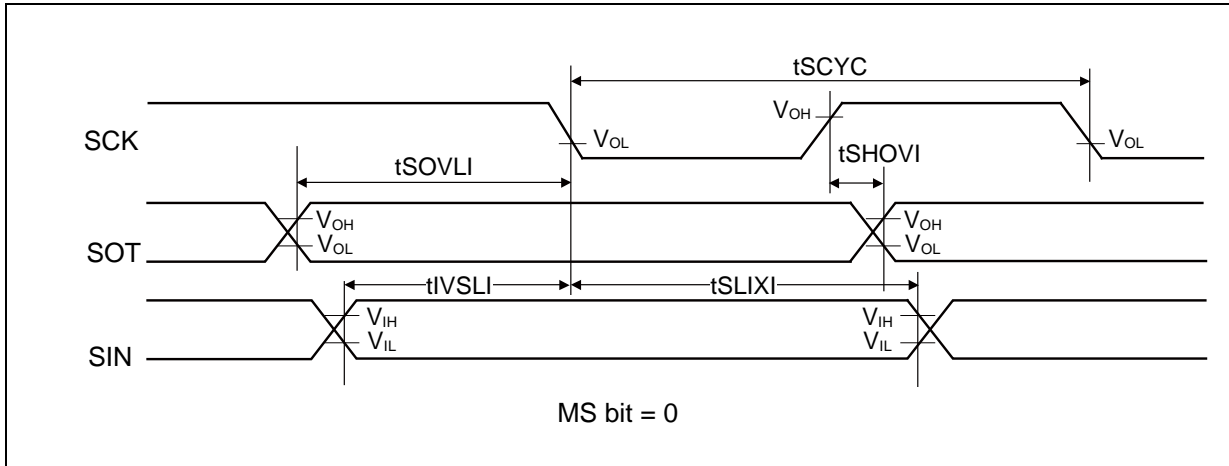 tSCYC
VOH
SCK
VOL
VOL
tSHOVI
tSOVLI
VOH
VOL
VOH
VOL
SOT
tIVSLI
tSLIXI
VIH
VIL
VIH
VIL
SIN
MS bit = 0